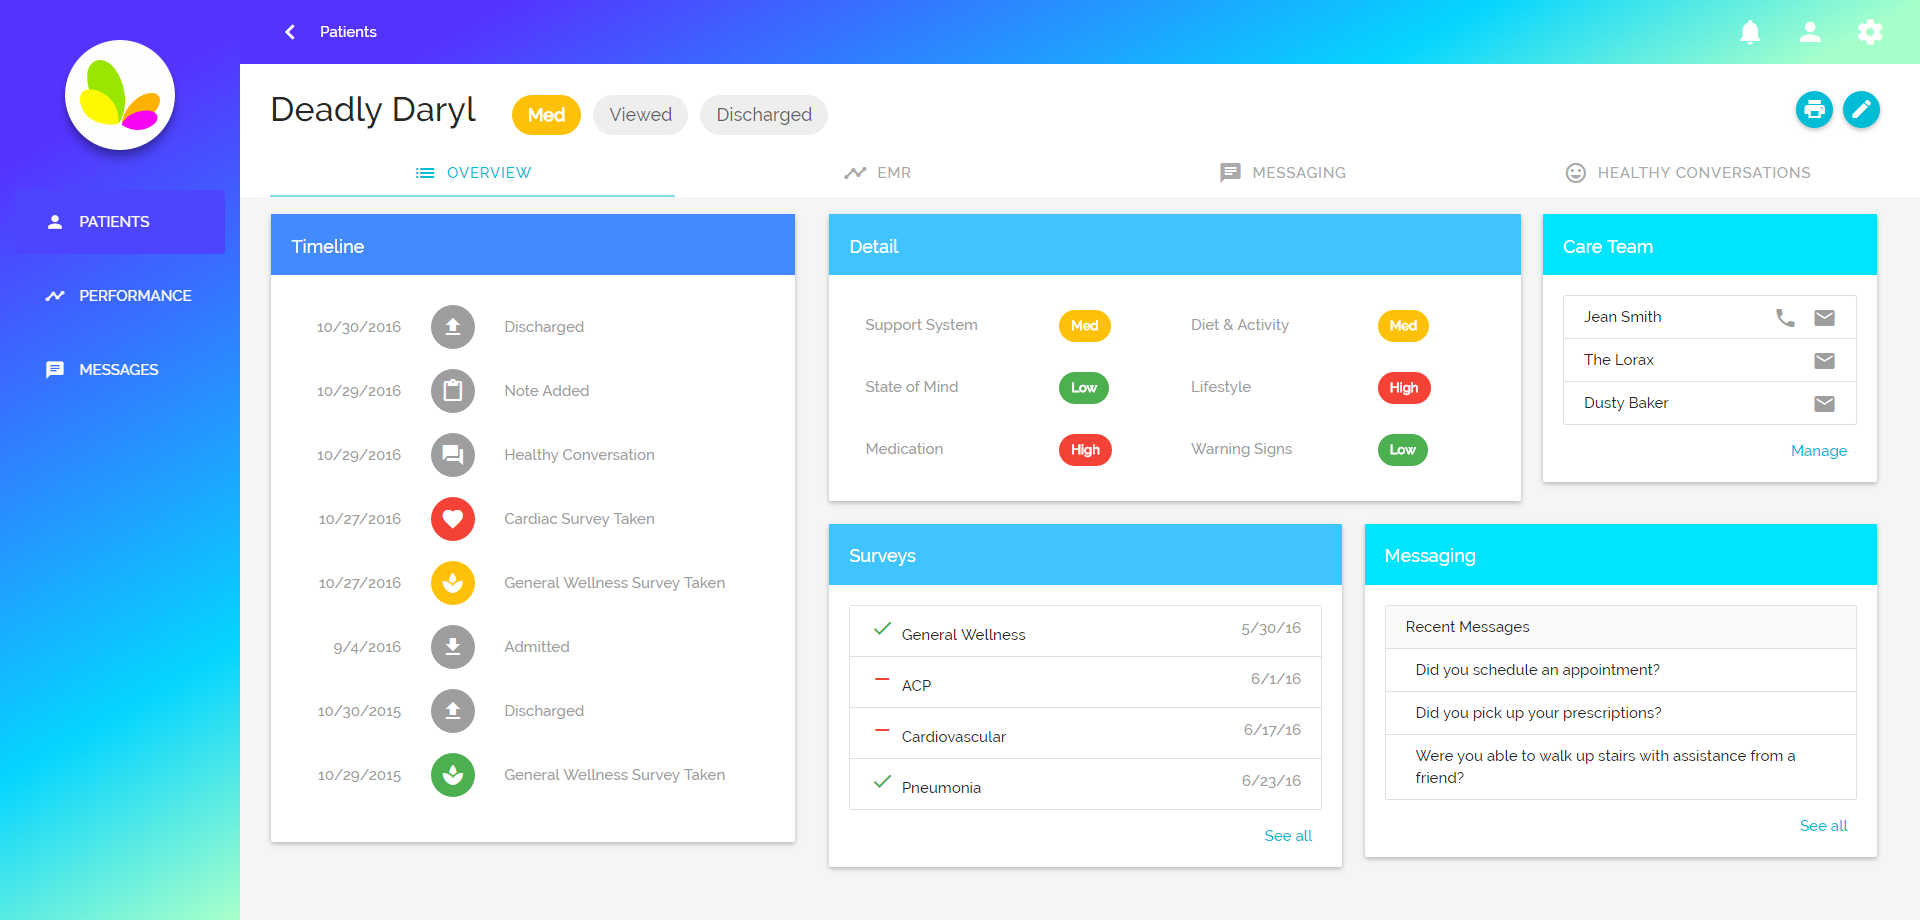 Patients
PATIENTS
PERFORMANCE
MESSAGES
Deadly Daryl
Med
Viewed
Discharged
OVERVIEW
EMR
MESSAGING
HEALTHY CONVERSATIONS
Timeline
10/30/2016 Discharged
10/29/2016 Note Added
10/29/2016 Healthy Conversation
10/27/2016 Cardiac Survey Taken
10/27/2016 General Wellness Survey Taken
9/4/2016 Admitted
10/30/2015 Discharged
10/29/2015 General Wellness Survey Taken
Detail
Support System Med Diet & Activity Med
State of Mind Low Lifestyle High
Medication High Warning Signs Low
Care Team
Jean Smith
The Lorax
Dusty Baker
Manage
Surveys
General Wellness 5/30/16
ACP 6/1/16
Cardiovascular 6/17/16
Pneumonia 6/23/16
See all
Messaging
Recent Messages
Did you schedule an appointment?
Did you pick up your prescriptions?
Were you able to walk up stairs with assistance from a
friend?
See all